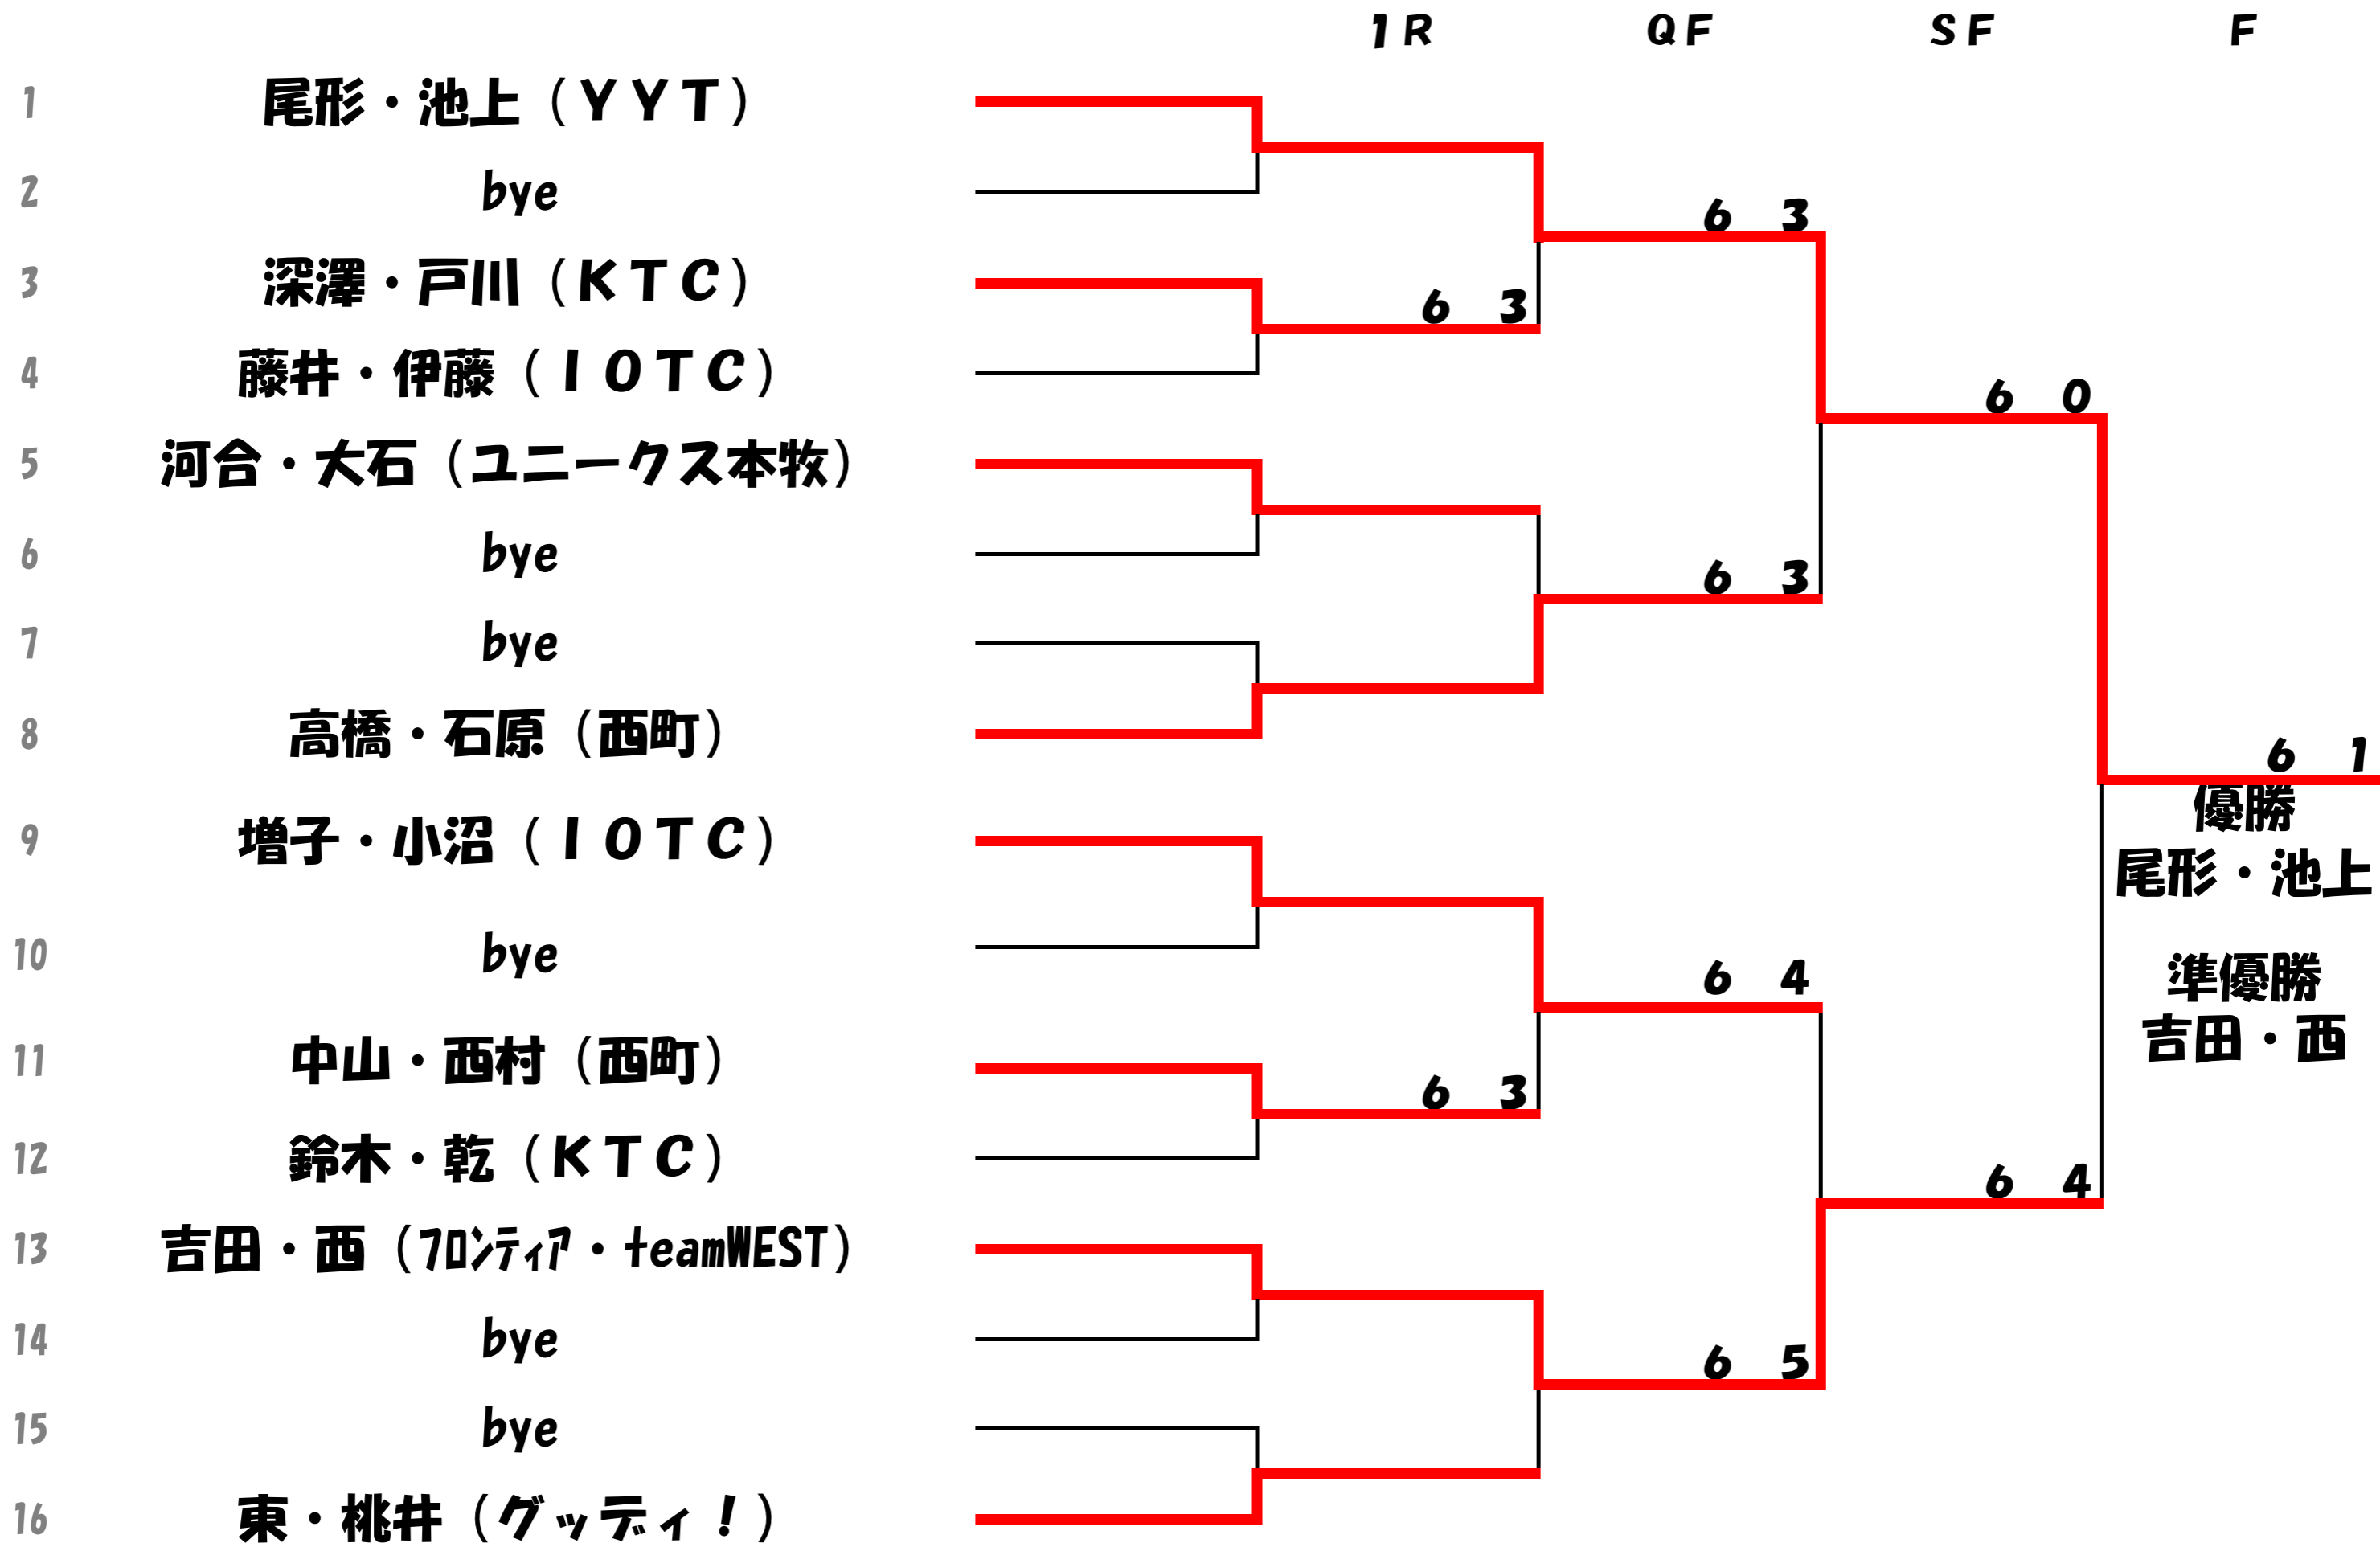 １Ｒ ＱＦ ＳＦ Ｆ
1 尾形・池上（ＹＹＴ）
2 bye
6 3
3 深澤・戸川（ＫＴＣ）
6 3
4 藤井・伊藤（ＩＯＴＣ）
6 0
5 河合・大石（ユニークス本牧）
6 bye
6 3
7 bye
8 高橋・石原（西町）
6 1
優勝
9 増子・小沼（ＩＯＴＣ）
尾形・池上
10 bye
6 4
準優勝
吉田・西
11 中山・西村（西町）
6 3
12 鈴木・乾（ＫＴＣ）
6 4
13 吉田・西（ﾌﾛﾝﾃｨｱ・teamWEST）
14 bye
6 5
15 bye
16 東・桃井（グッディ！）